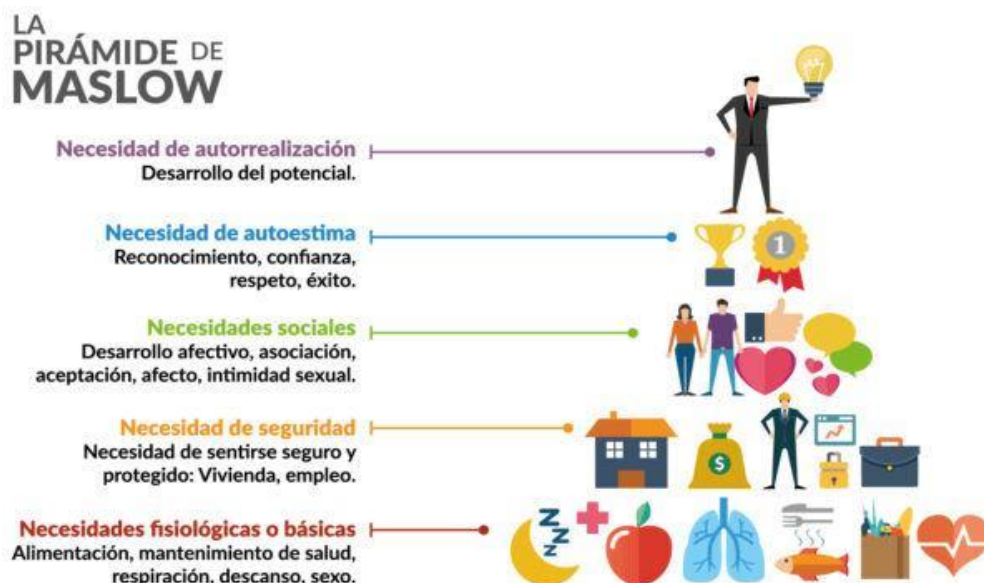 LA
PIRÁMIDE DE
MASLOW
Necesidad de autorrealización
Desarrollo del potencial.
Necesidad de autoestima
Reconocimiento, confianza,
respeto, éxito.
1
Necesidades sociales
Desarrollo afectivo, asociación,
aceptación, afecto, intimidad sexual.
Necesidad de seguridad
Necesidad de sentirse seguro y
protegido: Vivienda, empleo.
$
Necesidades fisiológicas o básicas
Alimentación, mantenimiento de salud,
respiración, descanso, sexo.
NNN